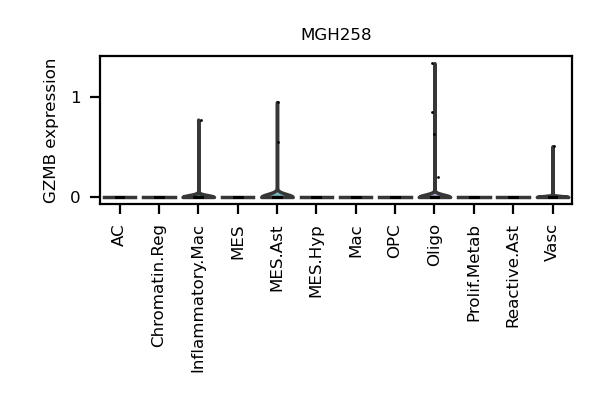 MGH258
GZMB expression
1
0
AC
Chromatin.Reg
Inflammatory.Mac
MES
MES.Ast
MES.Hyp
Mac
OPC
Oligo
Prolif.Metab
Reactive.Ast
Vasc